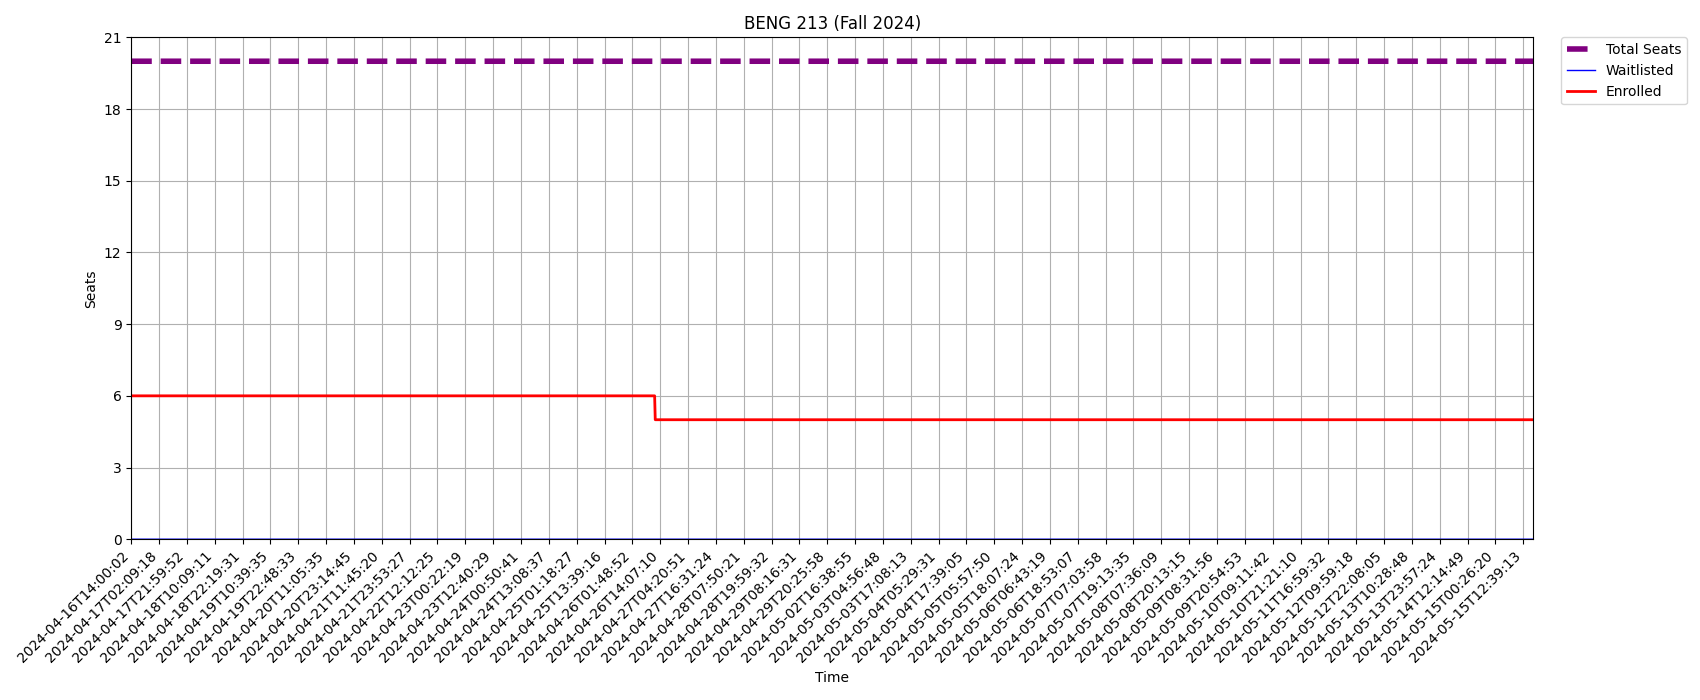 BENG 213 (Fall 2024)
Total Seats
Waitlisted
Enrolled
21
18
15
12
9
6
3
0
Seats
2024-04-16T14:00:02
2024-04-17T02:09:18
2024-04-17T21:59:52
2024-04-18T10:09:11
2024-04-18T22:19:31
2024-04-19T10:39:35
2024-04-19T22:48:33
2024-04-20T11:05:35
2024-04-20T23:14:45
2024-04-21T11:45:20
2024-04-21T23:53:27
2024-04-22T12:12:25
2024-04-23T00:22:19
2024-04-23T12:40:29
2024-04-24T00:50:41
2024-04-24T13:08:37
2024-04-25T01:18:27
2024-04-25T13:39:16
2024-04-26T01:48:52
2024-04-26T14:07:10
2024-04-27T04:20:51
2024-04-27T16:31:24
2024-04-28T07:50:21
2024-04-28T19:59:32
2024-04-29T08:16:31
2024-04-29T20:25:58
2024-05-02T16:38:55
2024-05-03T04:56:48
2024-05-03T17:08:13
2024-05-04T05:29:31
2024-05-04T17:39:05
2024-05-05T05:57:50
2024-05-05T18:07:24
2024-05-06T06:43:19
2024-05-06T18:53:07
2024-05-07T07:03:58
2024-05-07T19:13:35
2024-05-08T07:36:09
2024-05-08T20:13:15
2024-05-09T08:31:56
2024-05-09T20:54:53
2024-05-10T09:11:42
2024-05-10T21:21:10
2024-05-11T16:59:32
2024-05-12T09:59:18
2024-05-12T22:08:05
2024-05-13T10:28:48
2024-05-13T23:57:24
2024-05-14T12:14:49
2024-05-15T00:26:20
2024-05-15T12:39:13
Time